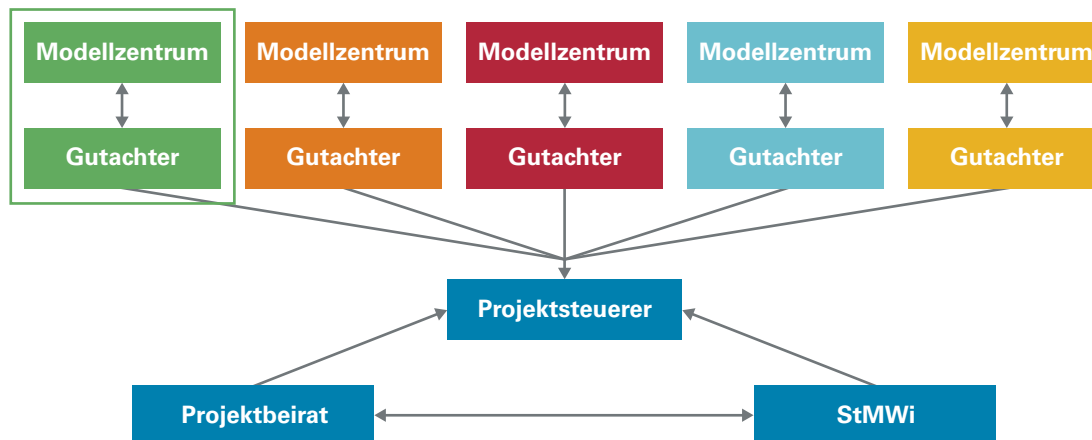 Modellzentrum
Modellzentrum
Modellzentrum
Modellzentrum
Modellzentrum
Gutachter
Gutachter
Gutachter
Gutachter
Gutachter
Projektsteuerer
Projektbeirat
StMWi